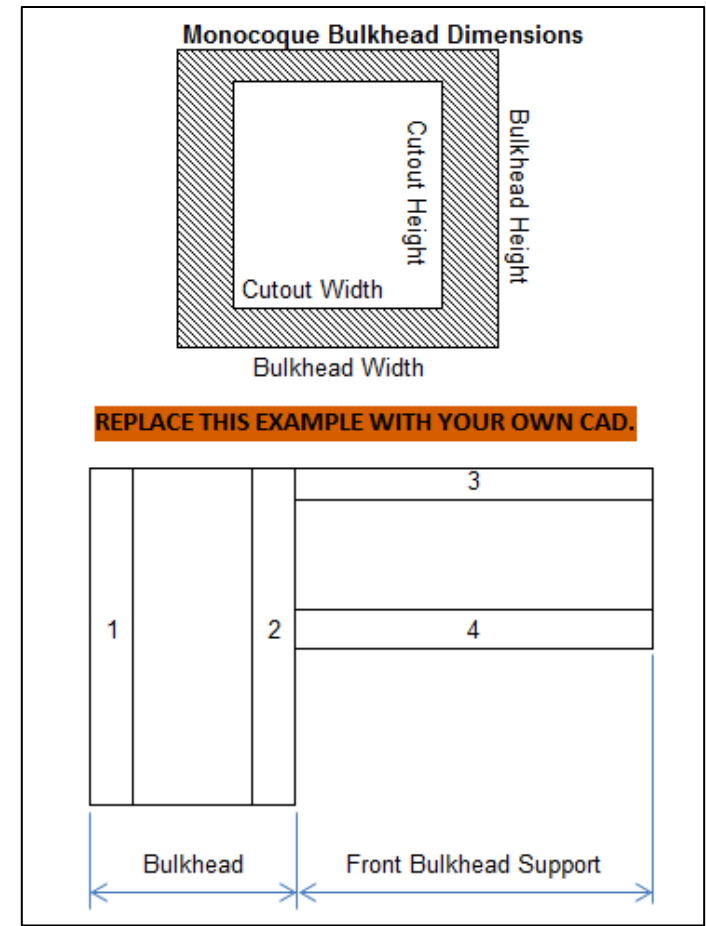 Monocoque Bulkhead Dimensions
Cutout Height
Bulkhead Height
Cutout Width
Bulkhead Width
REPLACE THIS EXAMPLE WITH YOUR OWN CAD.
3
1
2
4
Bulkhead
Front Bulkhead Support